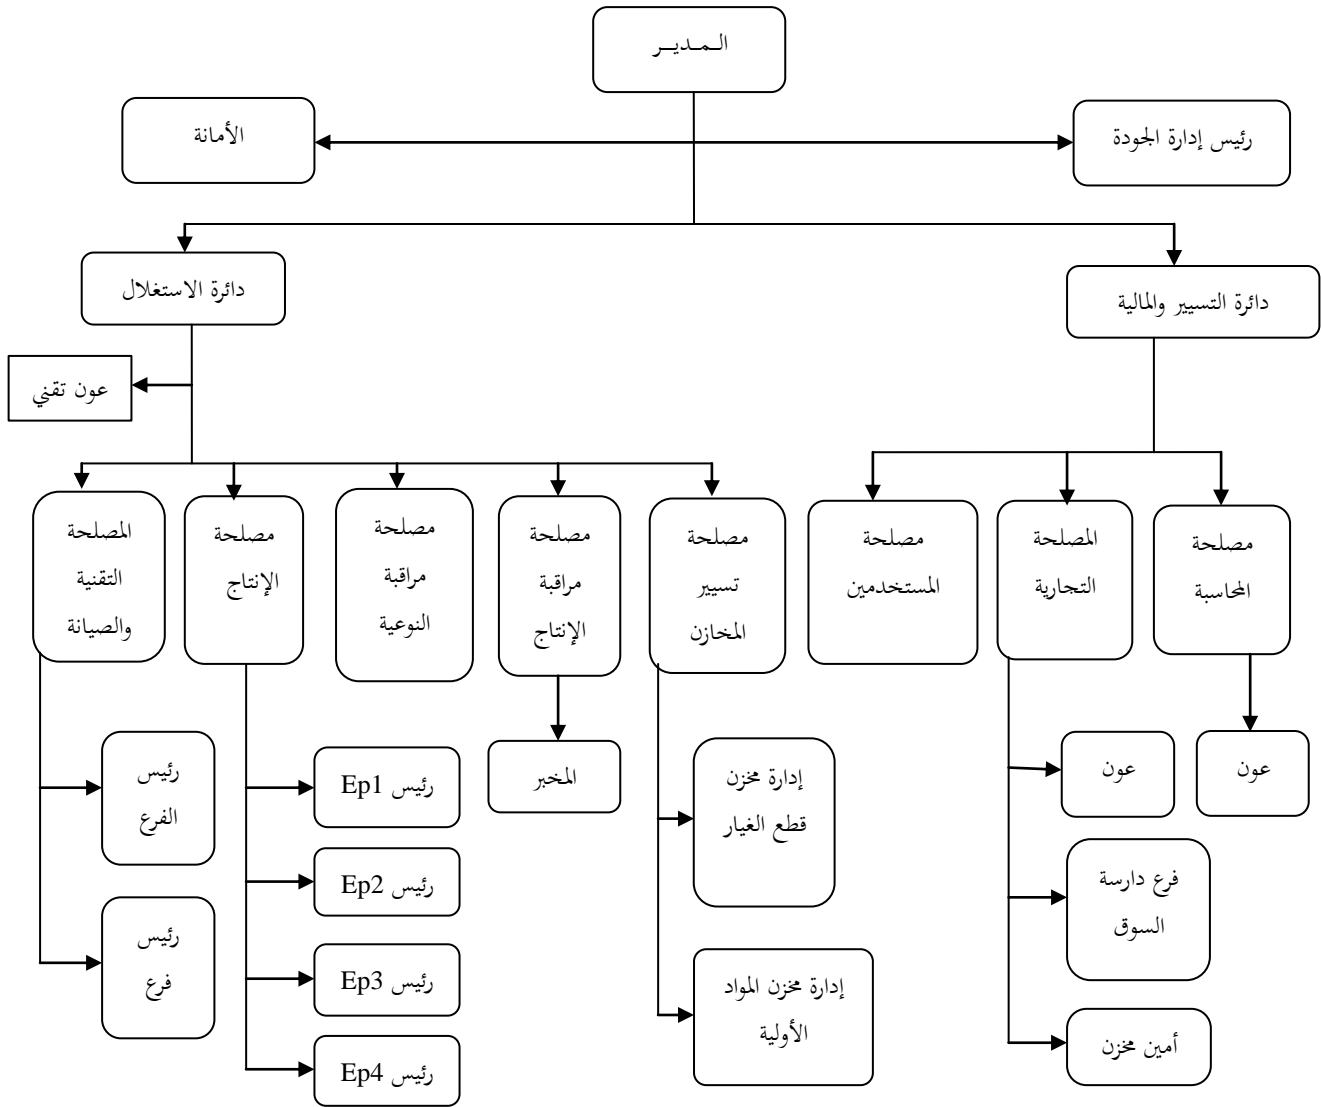 الـمـديـر
رئيس إدارة الجودة
الأمانة
دائرة التسيير والمالية
دائرة الاستغلال
عون تقني
مصلحة
المحاسبة
المصلحة
التجارية
مصلحة
المستخدمين
مصلحة
تسيير
المخازن
مصلحة
مراقبة
الإنتاج
مصلحة
مراقبة
النوعية
مصلحة
الإنتاج
المصلحة
التقنية
والصيانة
عون
عون
فرع دارسة
السوق
أمين مخزن
إدارة مخزن
قطع الغيار
إدارة مخزن المواد
الأولية
المخبر
رئيس Ep1
رئيس Ep2
رئيس Ep3
رئيس Ep4
رئيس
الفرع
رئيس
فرع